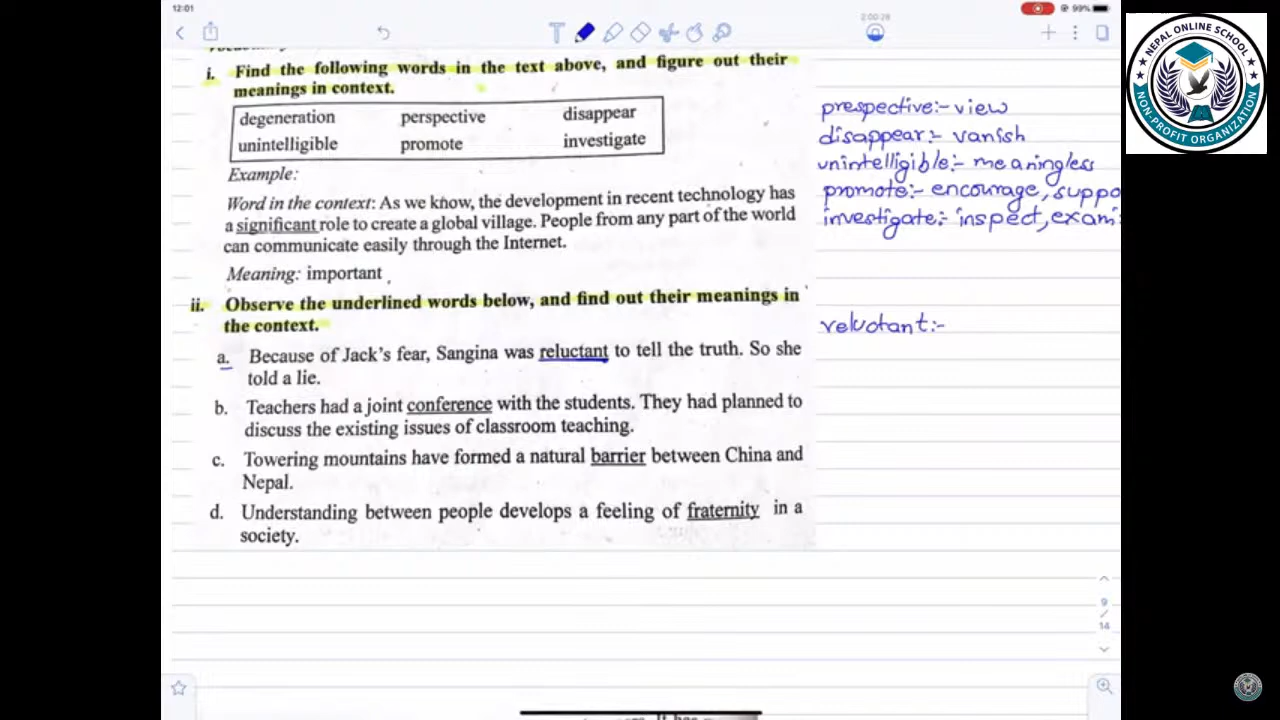 12:01
99%
2:00:28
NEPAL ONLINE SCHOOL
NON-PROFIT ORGANIZATION
i. Find the following words in the text above, and figure out their
meanings in context.
degeneration perspective disappear
unintelligible promote investigate
Example:
Word in the context: As we know, the development in recent technology has
a significant role to create a global village. People from any part of the world
can communicate easily through the Internet.
Meaning: important
ii. Observe the underlined words below, and find out their meanings in
the context.
a. Because of Jack's fear, Sangina was reluctant to tell the truth. So she
told a lie.
b. Teachers had a joint conference with the students. They had planned to
discuss the existing issues of classroom teaching.
c. Towering mountains have formed a natural barrier between China and
Nepal.
d. Understanding between people develops a feeling of fraternity in a
society.
prespective:- view
disappear:- vanish
unintelligible:- meaningless
promote:- encourage, suppo
investigate:- inspect, exami
reluctant:-
9
/
14